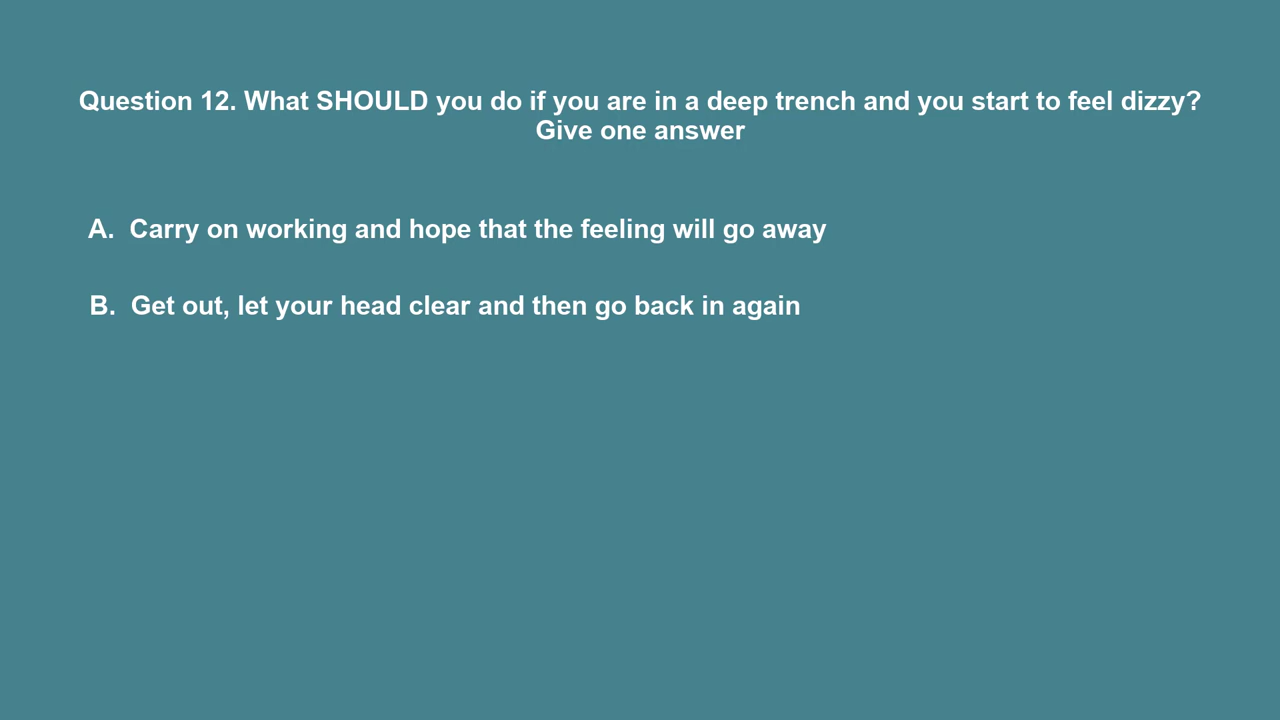 Question 12. What SHOULD you do if you are in a deep trench and you start to feel dizzy?
Give one answer
A. Carry on working and hope that the feeling will go away
B. Get out, let your head clear and then go back in again